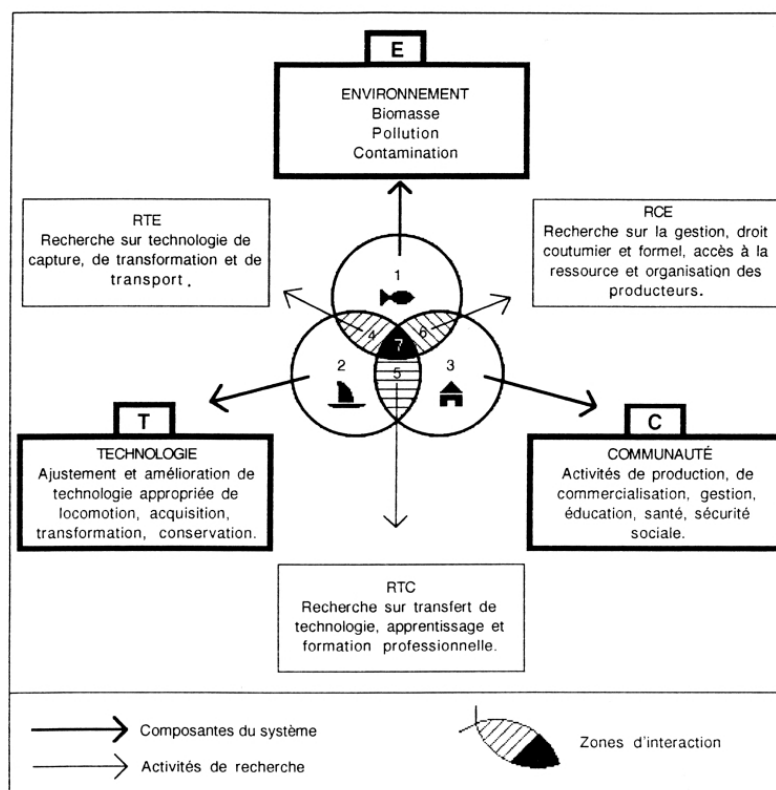 E
ENVIRONNEMENT
Biomasse
Pollution
Contamination
RTE
Recherche sur technologie de
capture, de transformation et de
transport.
RCE
Recherche sur la gestion, droit
coutumier et formel, accès à la
ressource et organisation des
producteurs.
1
4
6
7
2
5
3
T
TECHNOLOGIE
Ajustement et amélioration de
technologie appropriée de
locomotion, acquisition,
transformation, conservation.
C
COMMUNAUTÉ
Activités de production, de
commercialisation, gestion,
éducation, santé, sécurité
sociale.
RTC
Recherche sur transfert de
technologie, apprentissage et
formation professionnelle.
Composantes du système
Activités de recherche
Zones d'interaction